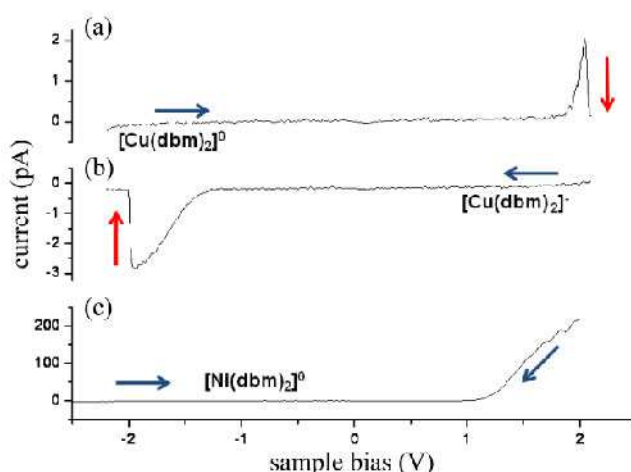 (a)
2
1
0
[Cu(dbm)₂]⁰
(b)
0
-1
-2
-3
[Cu(dbm)₂]⁻
current (pA)
(c)
200
100
0
[Ni(dbm)₂]⁰
-2 -1 0 1 2
sample bias (V)